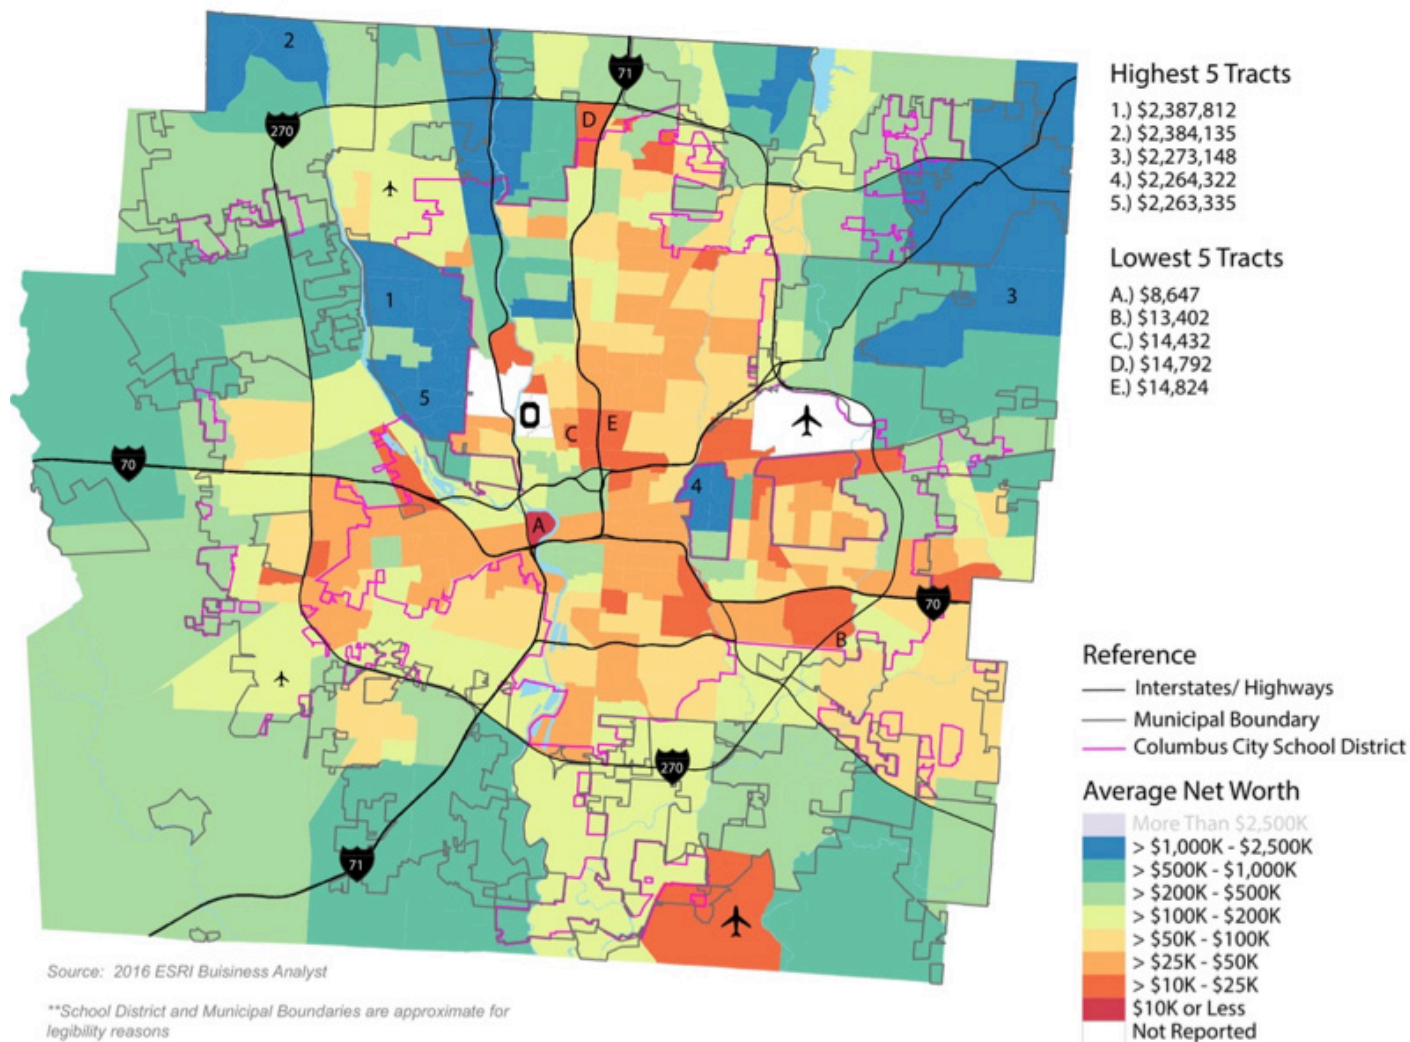 2
71
D
270
1
3
5
C
E
4
70
A
70
B
270
71
Highest 5 Tracts
1.) $2,387,812
2.) $2,384,135
3.) $2,273,148
4.) $2,264,322
5.) $2,263,335
Lowest 5 Tracts
A.) $8,647
B.) $13,402
C.) $14,432
D.) $14,792
E.) $14,824
Reference
Interstates/ Highways
Municipal Boundary
Columbus City School District
Average Net Worth
More Than $2,500K
> $1,000K - $2,500K
> $500K - $1,000K
> $200K - $500K
> $100K - $200K
> $50K - $100K
> $25K - $50K
> $10K - $25K
$10K or Less
Not Reported
Source: 2016 ESRI Buisiness Analyst
**School District and Municipal Boundaries are approximate for
legibility reasons